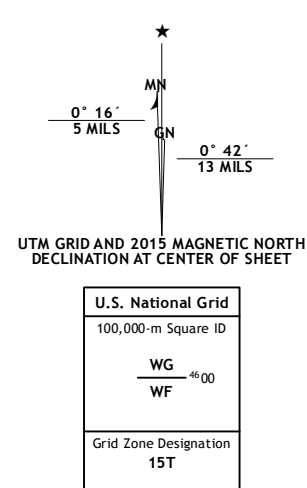 ★
MN
0° 16´
5 MILS
GN
0° 42´
13 MILS
UTM GRID AND 2015 MAGNETIC NORTH
DECLINATION AT CENTER OF SHEET
U.S. National Grid
100,000-m Square ID
WG
4600
WF
Grid Zone Designation
15T